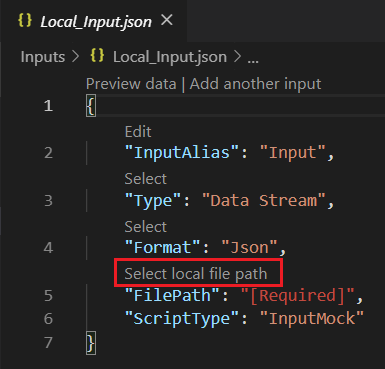 {} Local_Input.json ×
Inputs > {} Local_Input.json > ...
Preview data | Add another input
1 {
Edit
2 "InputAlias": "Input",
Select
3 "Type": "Data Stream",
Select
4 "Format": "Json",
Select local file path
5 "FilePath": "[Required]",
6 "ScriptType": "InputMock"
7 }